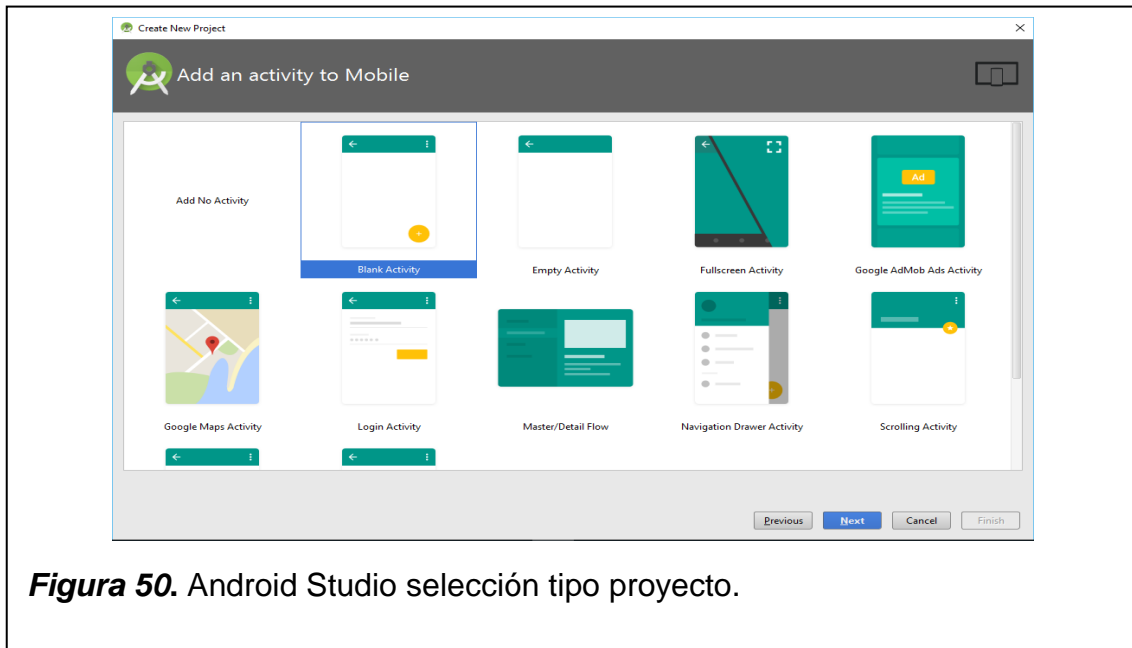 Create New Project
Add an activity to Mobile
Add No Activity
Blank Activity
Empty Activity
Fullscreen Activity
Ad
Google AdMob Ads Activity
Google Maps Activity
Login Activity
Master/Detail Flow
Navigation Drawer Activity
Scrolling Activity
Previous
Next
Cancel
Finish
Figura 50. Android Studio selección tipo proyecto.